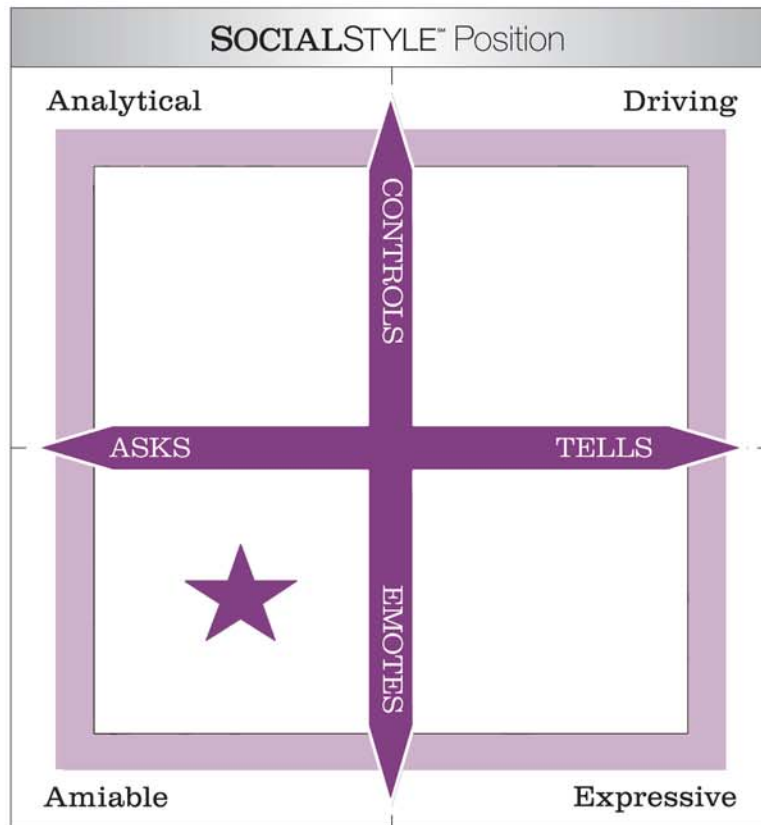 SOCIALSTYLE℠ Position
Analytical
Driving
CONTROLS
ASKS
TELLS
EMOTES
Amiable
Expressive